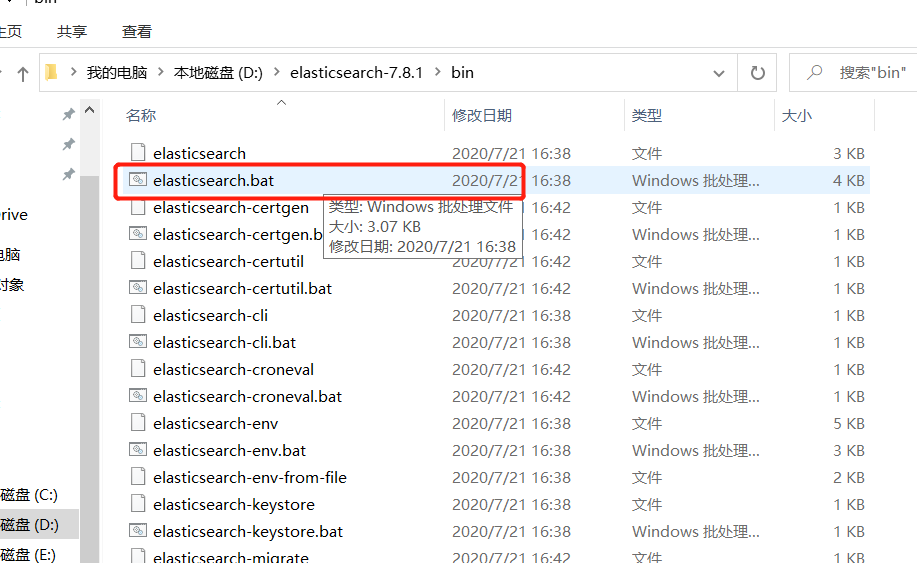 共享 查看
我的电脑 本地磁盘 (D:) elasticsearch-7.8.1 bin
搜索"bin"
名称 修改日期 类型 大小
elasticsearch 2020/7/21 16:38 文件 3 KB
elasticsearch.bat 2020/7/21 16:38 Windows 批处理... 4 KB
elasticsearch-certgen 16:42 文件 1 KB
类型: Windows 批处理文件
elasticsearch-certgen.b 16:42 Windows 批处理... 1 KB
大小: 3.07 KB
修改日期: 2020/7/21 16:38
elasticsearch-certutil 2020/7/21 16:42 文件 1 KB
elasticsearch-certutil.bat 2020/7/21 16:42 Windows 批处理... 1 KB
elasticsearch-cli 2020/7/21 16:38 文件 1 KB
elasticsearch-cli.bat 2020/7/21 16:38 Windows 批处理... 1 KB
elasticsearch-croneval 2020/7/21 16:42 文件 1 KB
elasticsearch-croneval.bat 2020/7/21 16:42 Windows 批处理... 1 KB
elasticsearch-env 2020/7/21 16:38 文件 5 KB
elasticsearch-env.bat 2020/7/21 16:38 Windows 批处理... 3 KB
elasticsearch-env-from-file 2020/7/21 16:38 文件 2 KB
elasticsearch-keystore 2020/7/21 16:38 文件 1 KB
elasticsearch-keystore.bat 2020/7/21 16:38 Windows 批处理... 1 KB
elasticsearch-migrate 2020/7/21 16:42 文件 1 KB
rive
电脑
对象
磁盘 (C:)
磁盘 (D:)
磁盘 (E:)